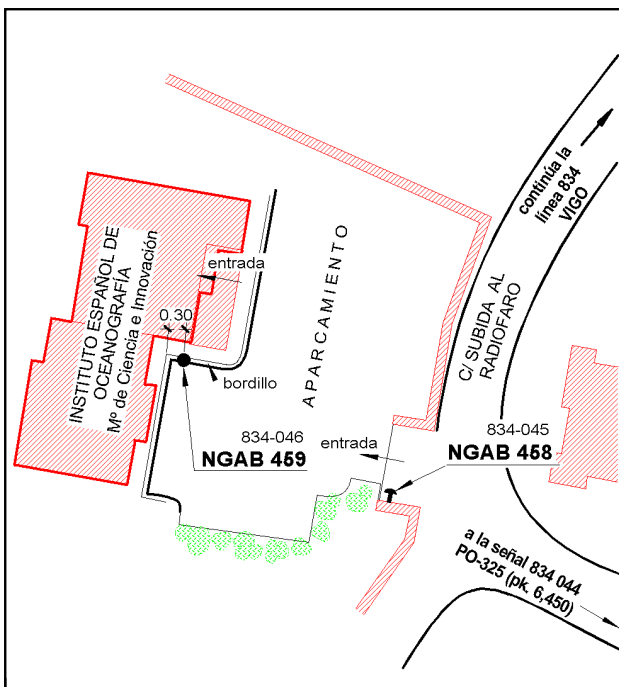 continúa la
línea 834
VIGO
INSTITUTO ESPAÑOL DE
OCEANOGRAFÍA
Mº de Ciencia e Innovación
entrada
APARCAMIENTO
C/ SUBIDA AL
RADIOFARO
0.30
bordillo
834-046
NGAB 459
entrada
834-045
NGAB 458
a la señal 834 044
PO-325 (pk. 6,450)